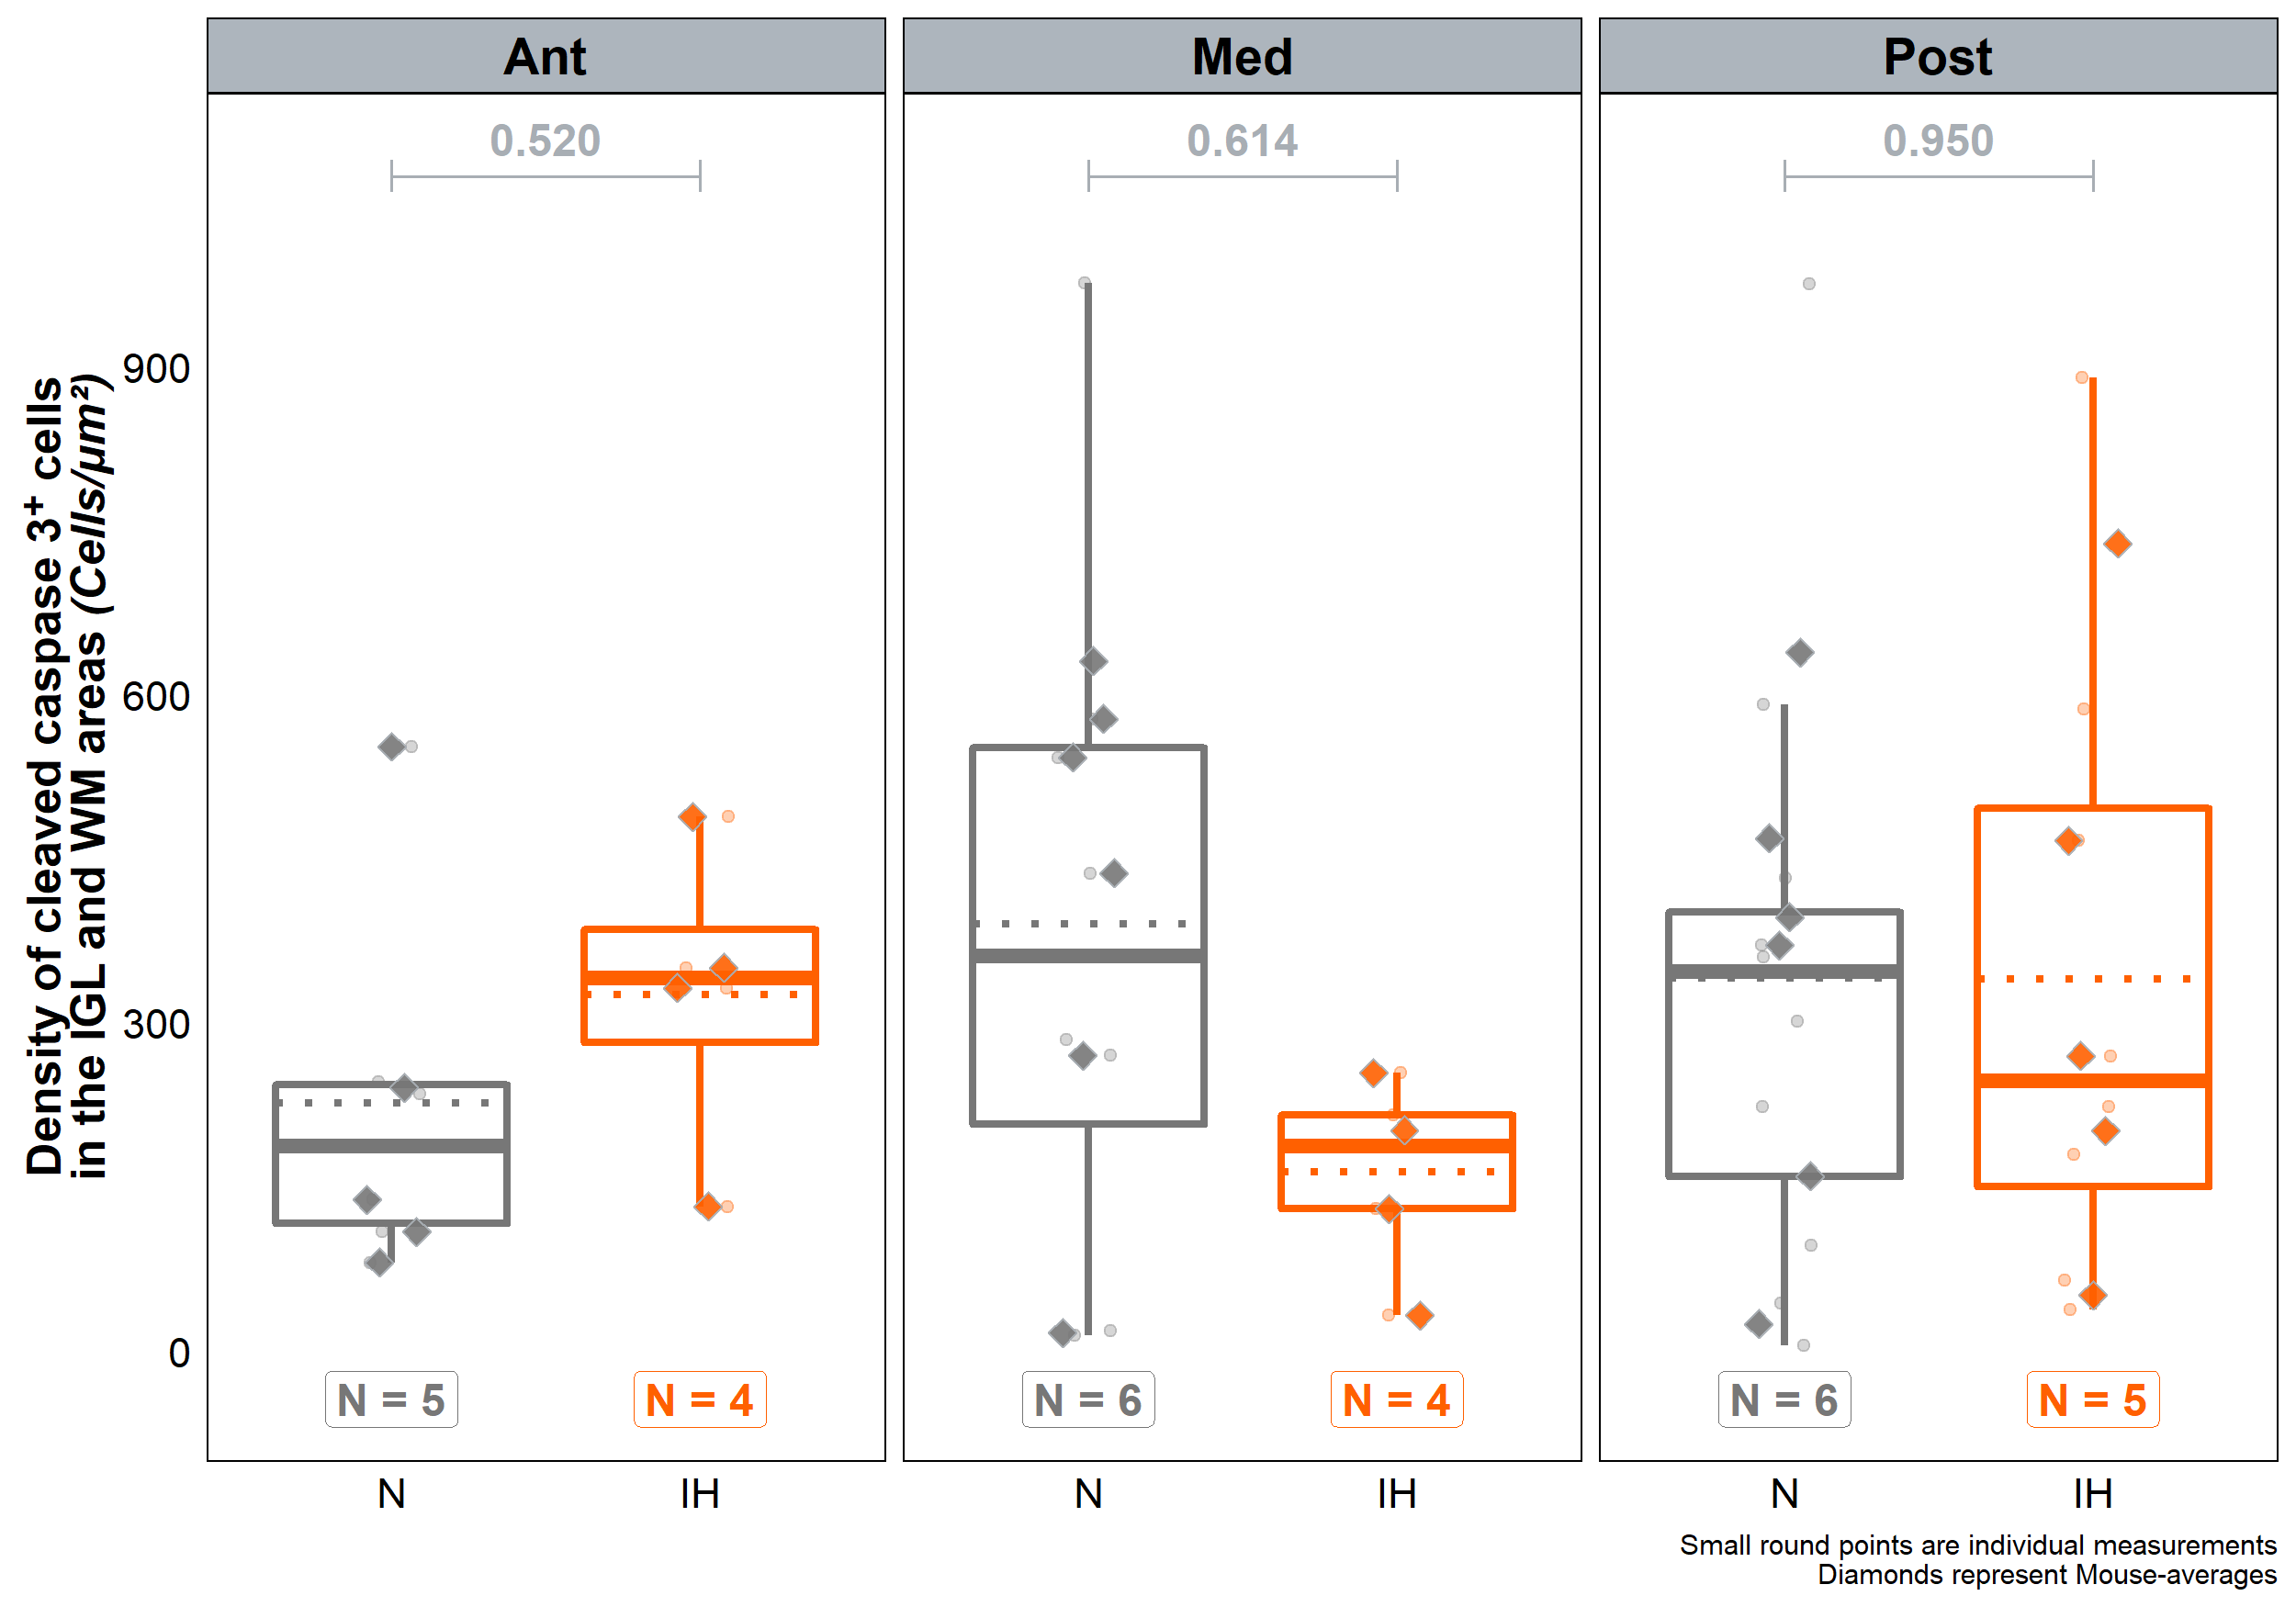 Ant
Med
Post
0.520
0.614
0.950
Density of cleaved caspase 3⁺ cells
in the IGL and WM areas (Cells/µm²)
900
600
300
0
N = 5
N = 4
N = 6
N = 4
N = 6
N = 5
N
IH
N
IH
N
IH
Small round points are individual measurements
Diamonds represent Mouse-averages